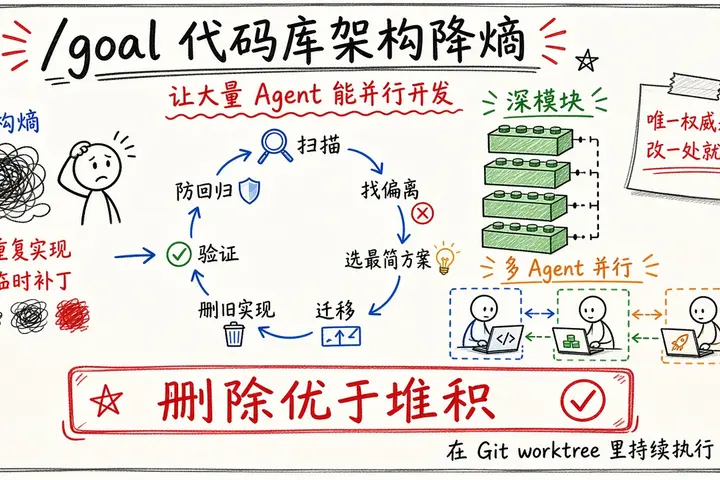 /goal 代码库架构降熵
让大量 Agent 能并行开发
构熵
重复实现
临时补丁
扫描
找偏离
选最简方案
迁移
删旧实现
验证
防回归
深模块
唯一权威
改一处就
多 Agent 并行
</>
删除优于堆积
在 Git worktree 里持续执行